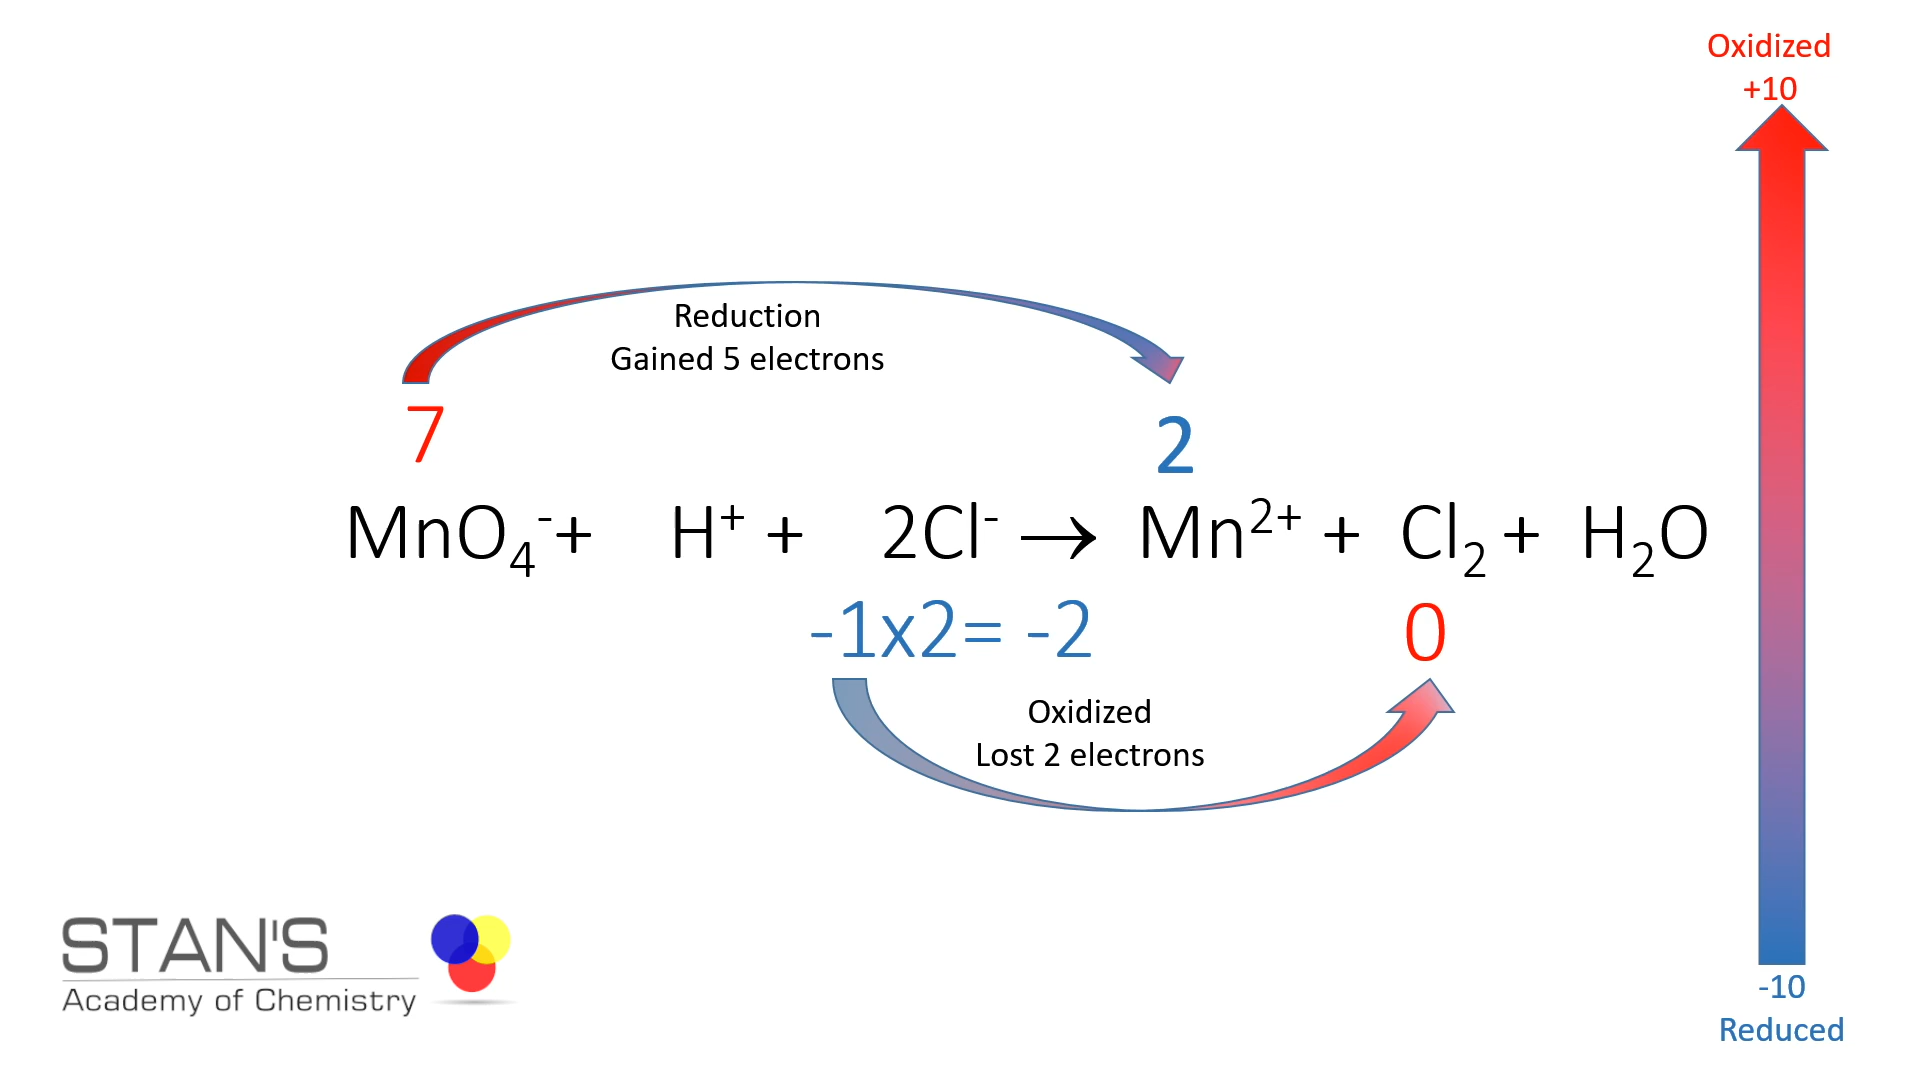 Oxidized
+10
Reduction
Gained 5 electrons
7
2
MnO₄⁻+ H⁺ + 2Cl⁻ → Mn²⁺ + Cl₂ + H₂O
-1x2= -2
0
Oxidized
Lost 2 electrons
STAN'S
Academy of Chemistry
-10
Reduced